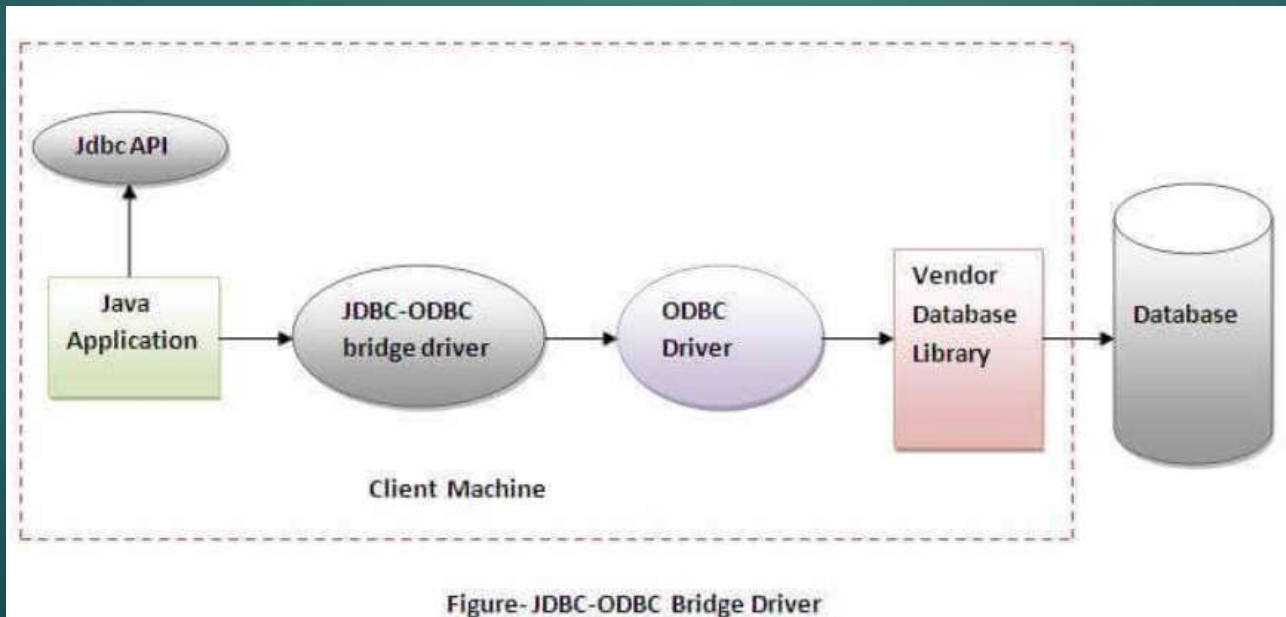 Jdbc API
Java
Application
JDBC-ODBC
bridge driver
ODBC
Driver
Vendor
Database
Library
Database
Client Machine
Figure- JDBC-ODBC Bridge Driver